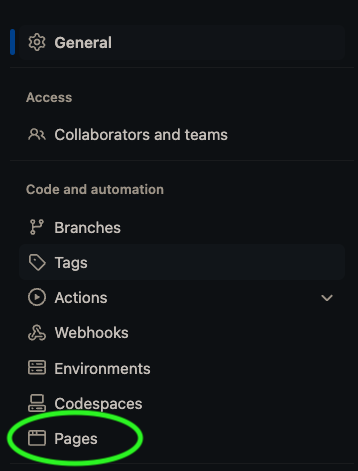 General
Access
Collaborators and teams
Code and automation
Branches
Tags
Actions
Webhooks
Environments
Codespaces
Pages